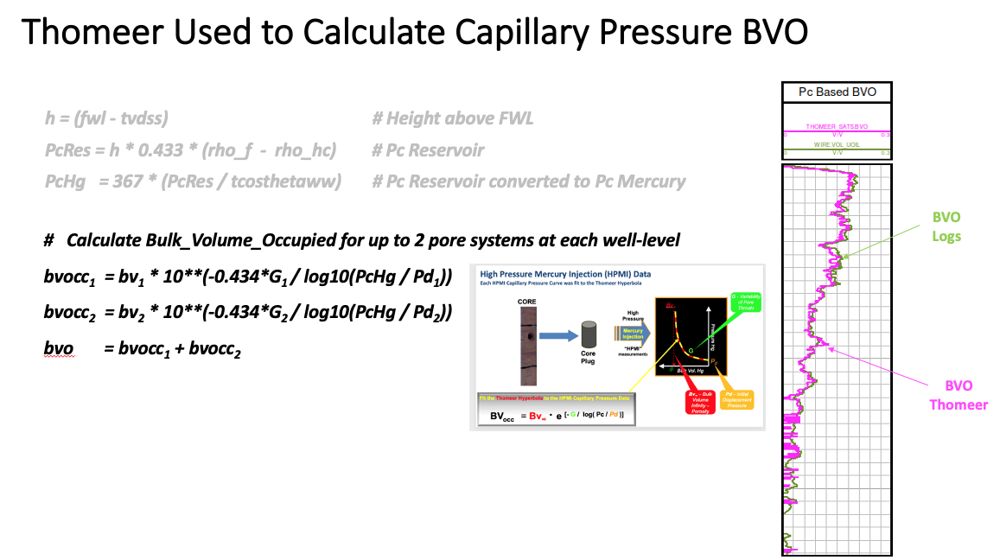 Thomeer Used to Calculate Capillary Pressure BVO
h = (fwl - tvdss) # Height above FWL
PcRes = h * 0.433 * (rho_f - rho_hc) # Pc Reservoir
PcHg = 367 * (PcRes / tcosthetaww) # Pc Reservoir converted to Pc Mercury
# Calculate Bulk_Volume_Occupied for up to 2 pore systems at each well-level
bvocc1 = bv1 * 10**(-0.434*G1 / log10(PcHg / Pd1))
bvocc2 = bv2 * 10**(-0.434*G2 / log10(PcHg / Pd2))
bvo = bvocc1 + bvocc2
High Pressure Mercury Injection (HPMI) Data
Each HPMI Capillary Pressure Curve was fit to the Thomeer Hyperbola
CORE
Core
Plug
High
Pressure
Mercury
Injection
"HPMI"
measurements
G - Variability
of Pore
Throats
Pressure Hg
G
Bulk Vol. Hg
Bv∞ – Bulk
Volume
Infinity -
Porosity
Pd – Initial
Displacement
Pressure
Fit the Thomeer Hyperbola to the HPMI Capillary Pressure Data
BVocc = Bv∞ • e [- G / log( Pc / Pd )]
Pc Based BVO
THOMEER_SATS.BVO
0 V/V 0.3
WIRE.VOL_UOIL
0 V/V 0.3
BVO
Logs
BVO
Thomeer